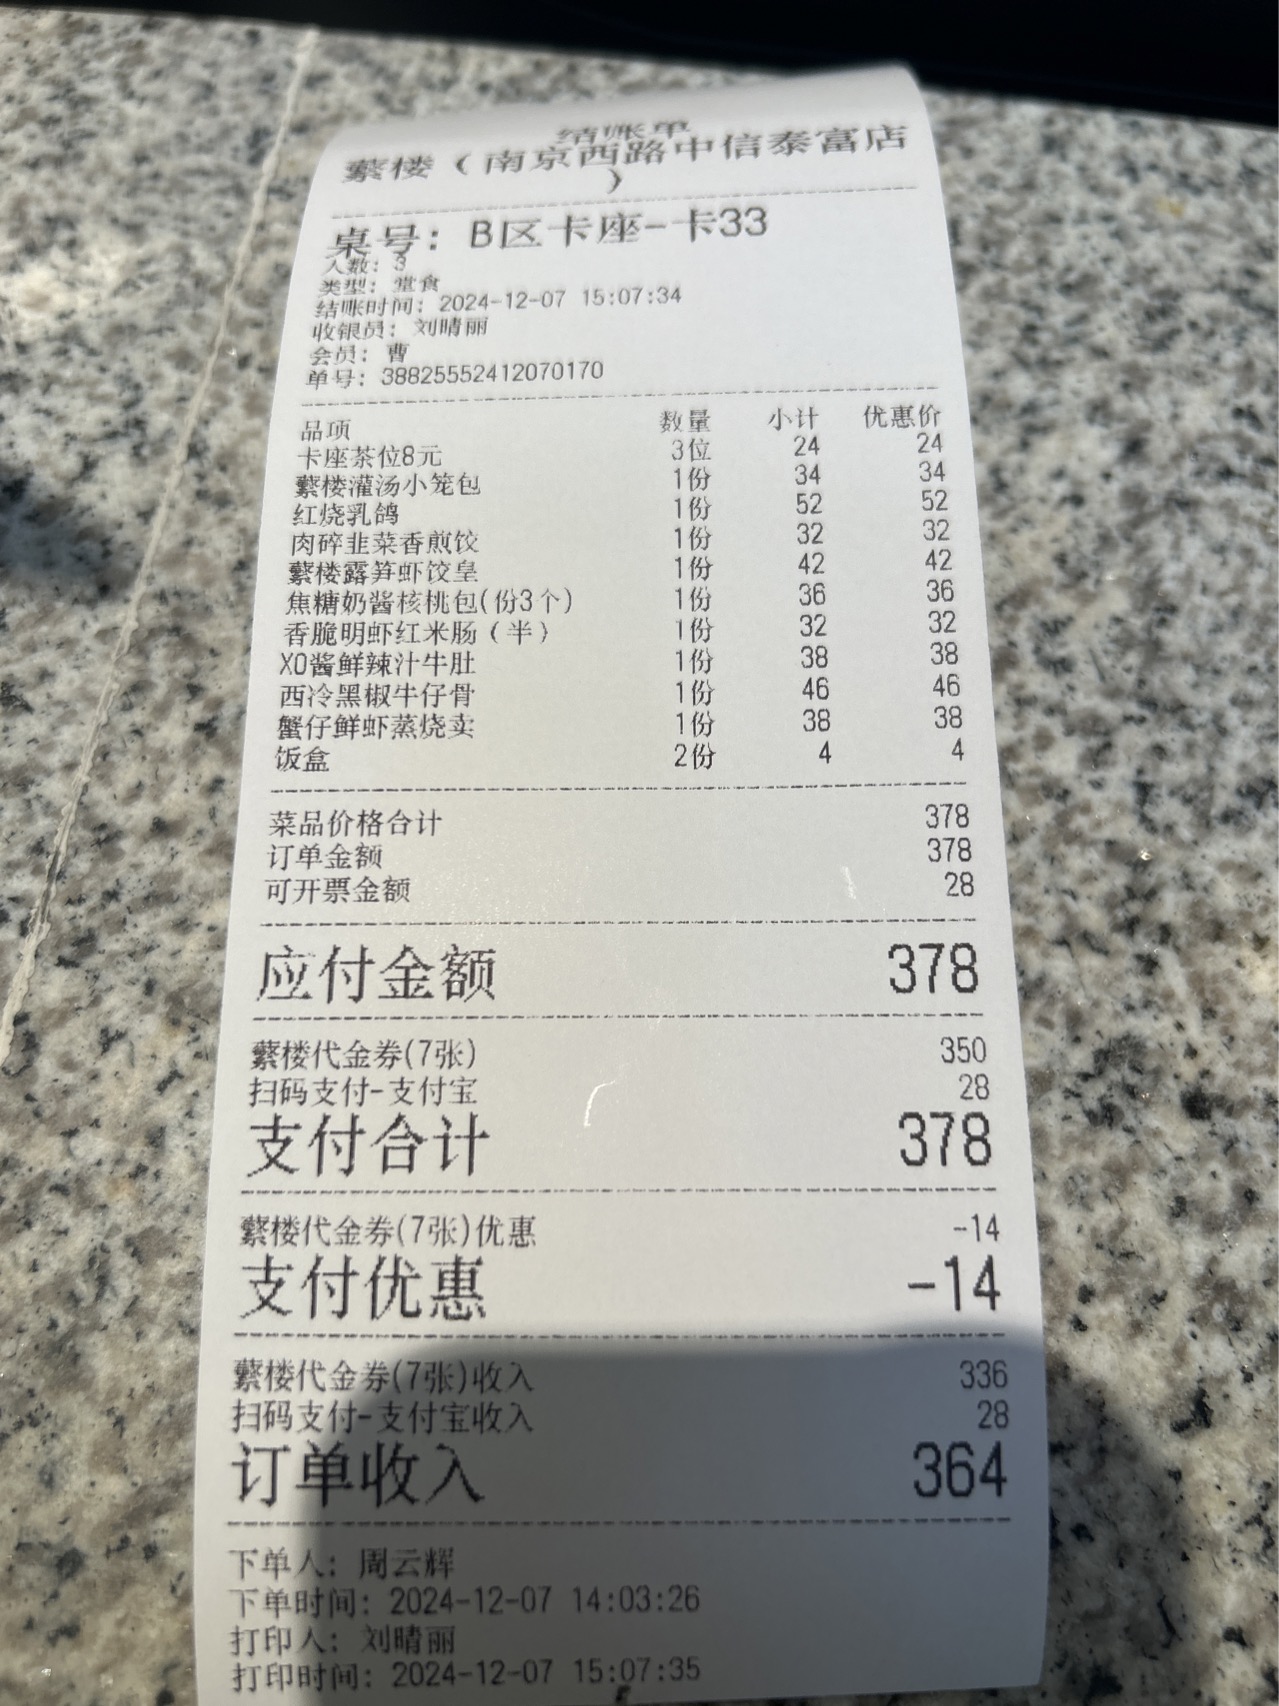 结账单
蘩楼（南京西路中信泰富店
）
桌号: B区卡座-卡33
人数: 3
类型: 堂食
结账时间: 2024-12-07 15:07:34
收银员: 刘晴丽
会员: 曹
单号: 388255552412070170
品项 数量 小计 优惠价
卡座茶位8元 3位 24 24
蘩楼灌汤小笼包 1份 34 34
红烧乳鸽 1份 52 52
肉碎韭菜香煎饺 1份 32 32
蘩楼露笋虾饺皇 1份 42 42
焦糖奶酱核桃包(份3个) 1份 36 36
香脆明虾红米肠（半） 1份 32 32
XO酱鲜辣汁牛肚 1份 38 38
西冷黑椒牛仔骨 1份 46 46
蟹仔鲜虾蒸烧卖 1份 38 38
饭盒 2份 4 4
菜品价格合计 378
订单金额 378
可开票金额 28
应付金额 378
蘩楼代金券(7张) 350
扫码支付-支付宝 28
支付合计 378
蘩楼代金券(7张)优惠 -14
支付优惠 -14
蘩楼代金券(7张)收入 336
扫码支付-支付宝收入 28
订单收入 364
下单人: 周云辉
下单时间: 2024-12-07 14:03:26
打印人: 刘晴丽
打印时间: 2024-12-07 15:07:35